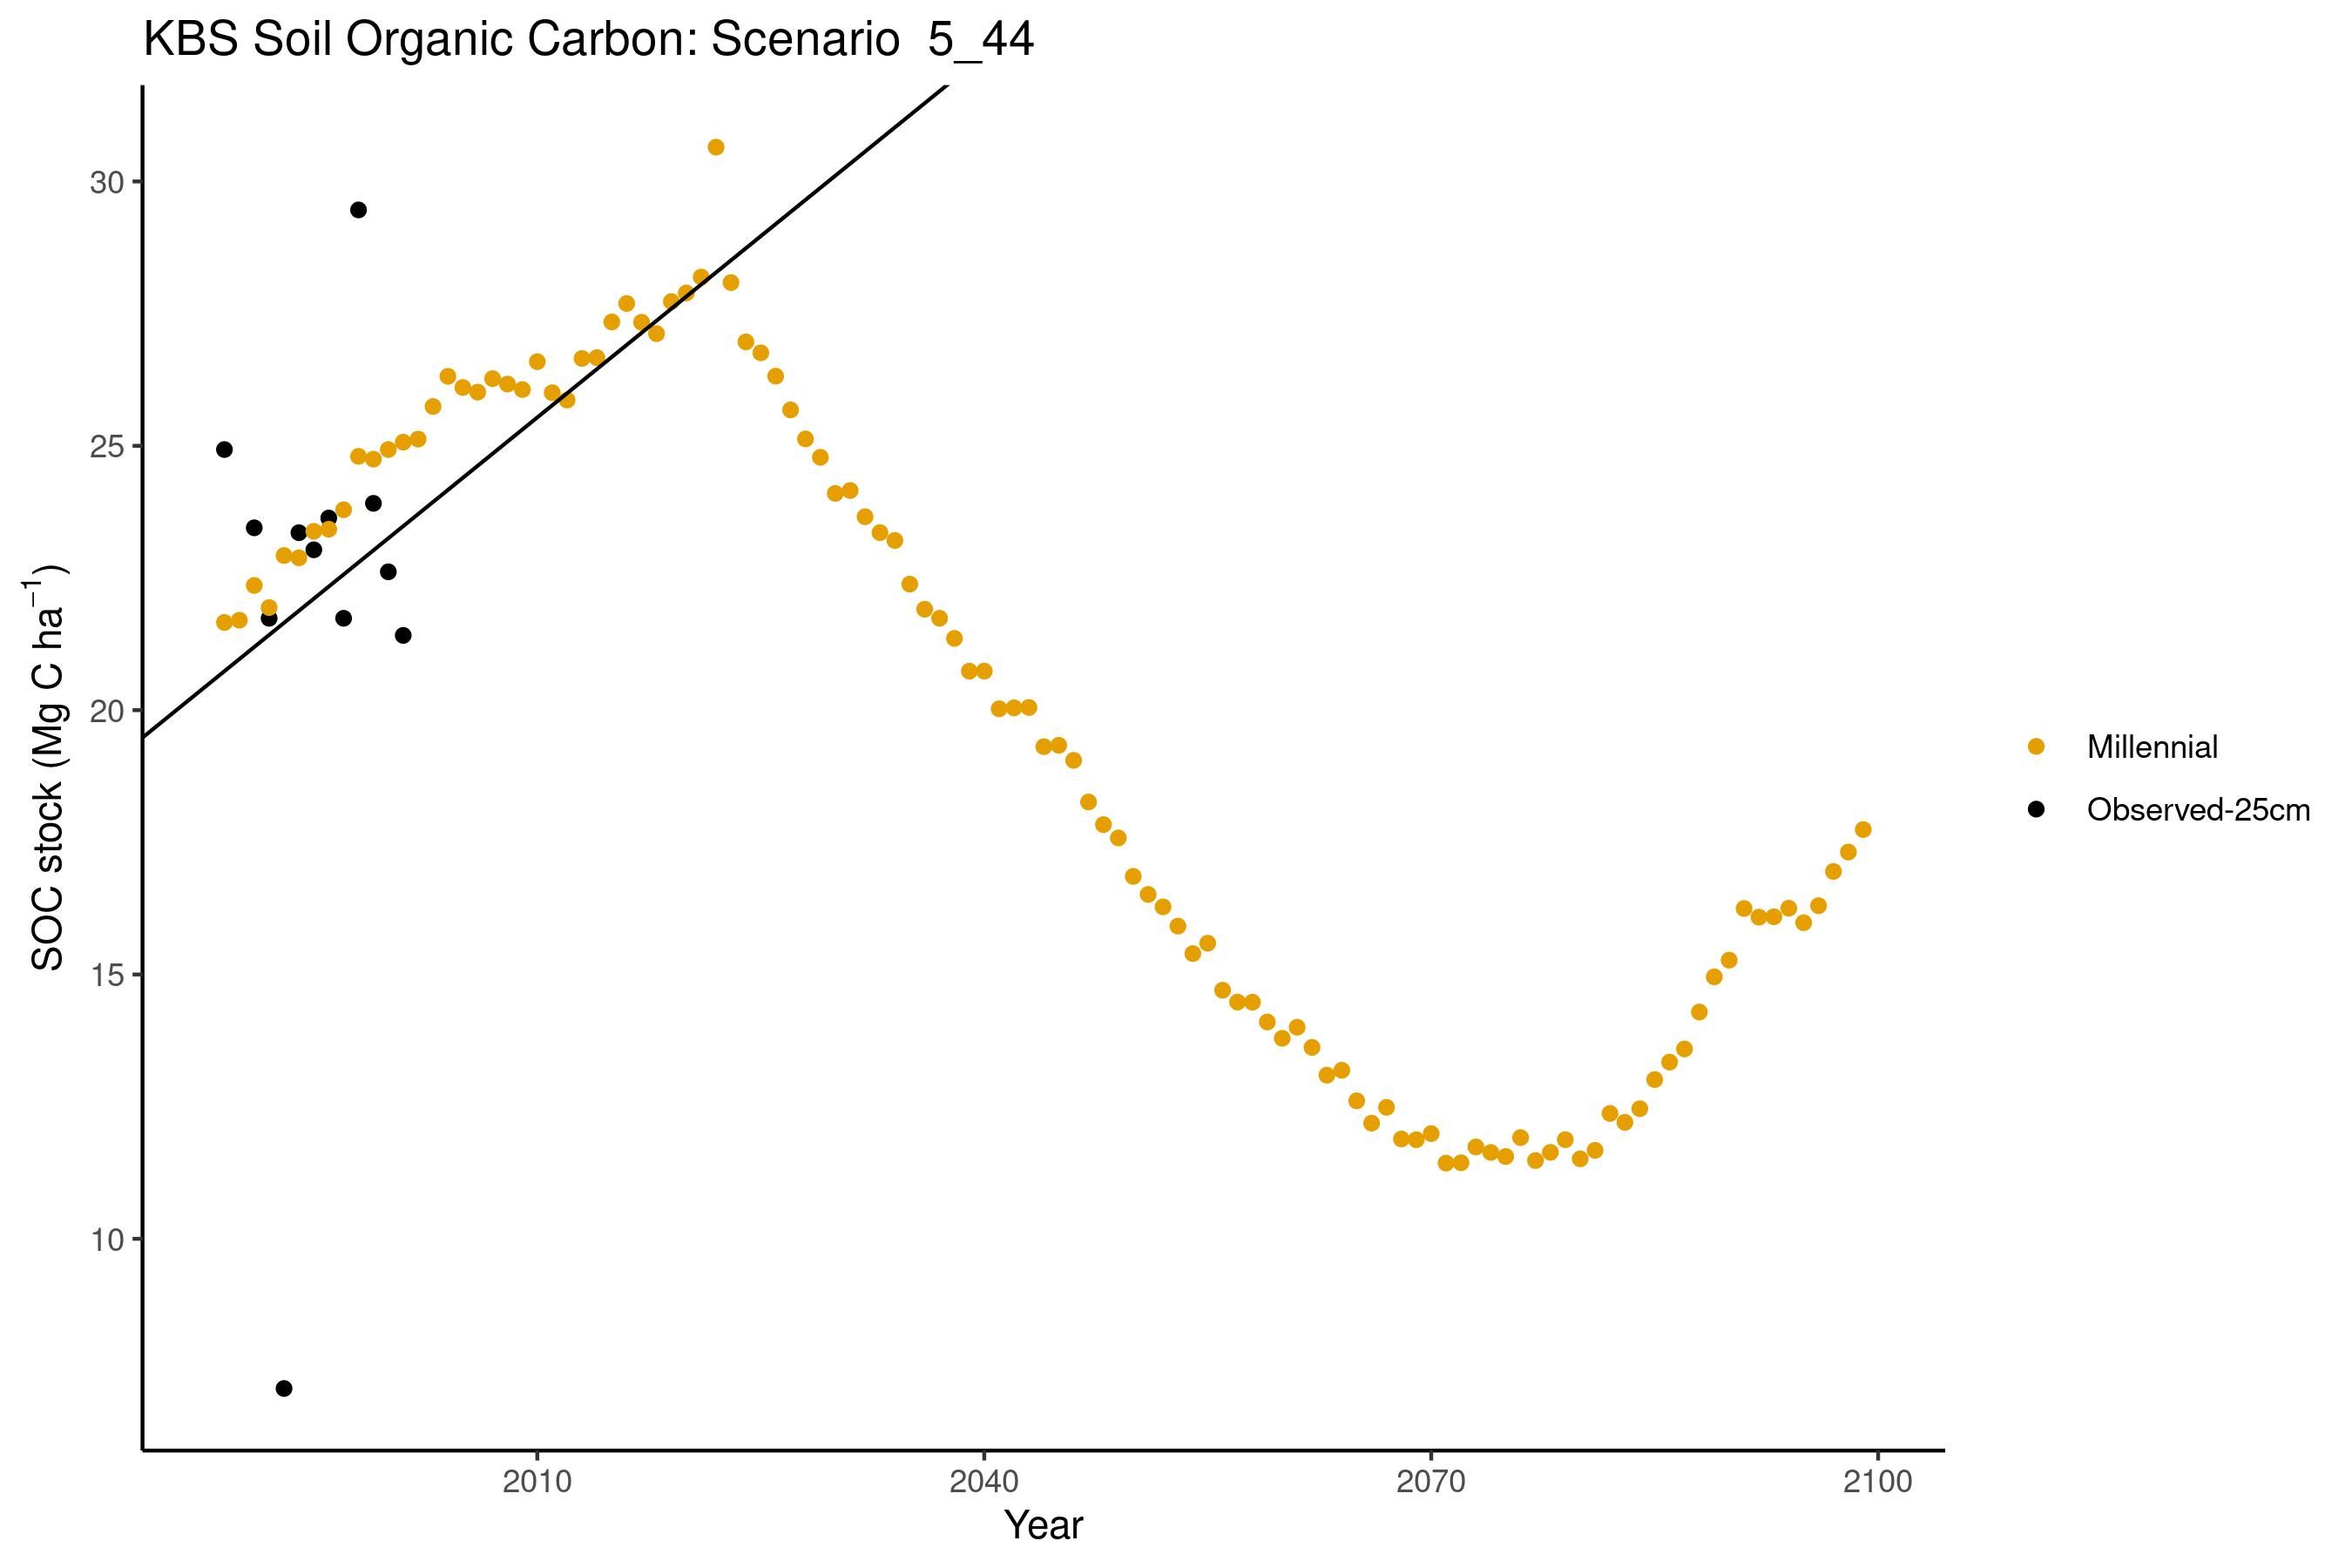 KBS Soil Organic Carbon: Scenario  5_44
SOC stock (Mg C ha⁻¹)
30
25
20
15
10
2010
2040
2070
2100
Year
Millennial
Observed-25cm